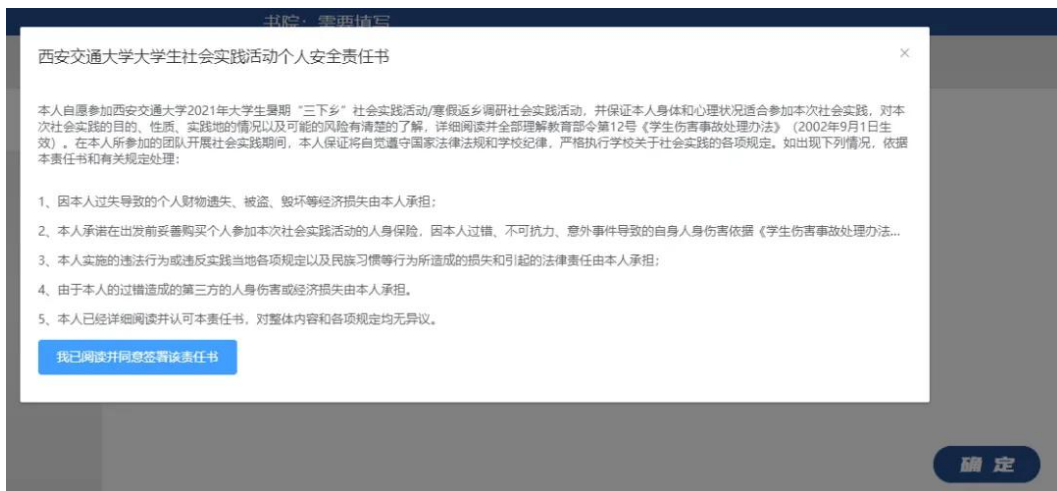 书院：需要填写
西安交通大学大学生社会实践活动个人安全责任书
×
本人自愿参加西安交通大学2021年大学生暑期“三下乡”社会实践活动/寒假返乡调研社会实践活动，并保证本人身体和心理状况适合参加本次社会实践，对本
次社会实践的目的、性质、实践地的情况以及可能的风险有清楚的了解，详细阅读并全部理解教育部令第12号《学生伤害事故处理办法》（2002年9月1日生
效）。在本人所参加的团队开展社会实践期间，本人保证将自觉遵守国家法律法规和学校纪律，严格执行学校关于社会实践的各项规定。如出现下列情况，依据
本责任书和有关规定处理：
1、因本人过失导致的个人财物遗失、被盗、毁坏等经济损失由本人承担；
2、本人承诺在出发前妥善购买个人参加本次社会实践活动的人身保险，因本人过错、不可抗力、意外事件导致的自身人身伤害依据《学生伤害事故处理办法...
3、本人实施的违法行为或违反实践当地各项规定以及民族习惯等行为所造成的损失和引起的法律责任由本人承担；
4、由于本人的过错造成的第三方的人身伤害或经济损失由本人承担。
5、本人已经详细阅读并认可本责任书，对整体内容和各项规定均无异议。
我已阅读并同意签署该责任书
确 定